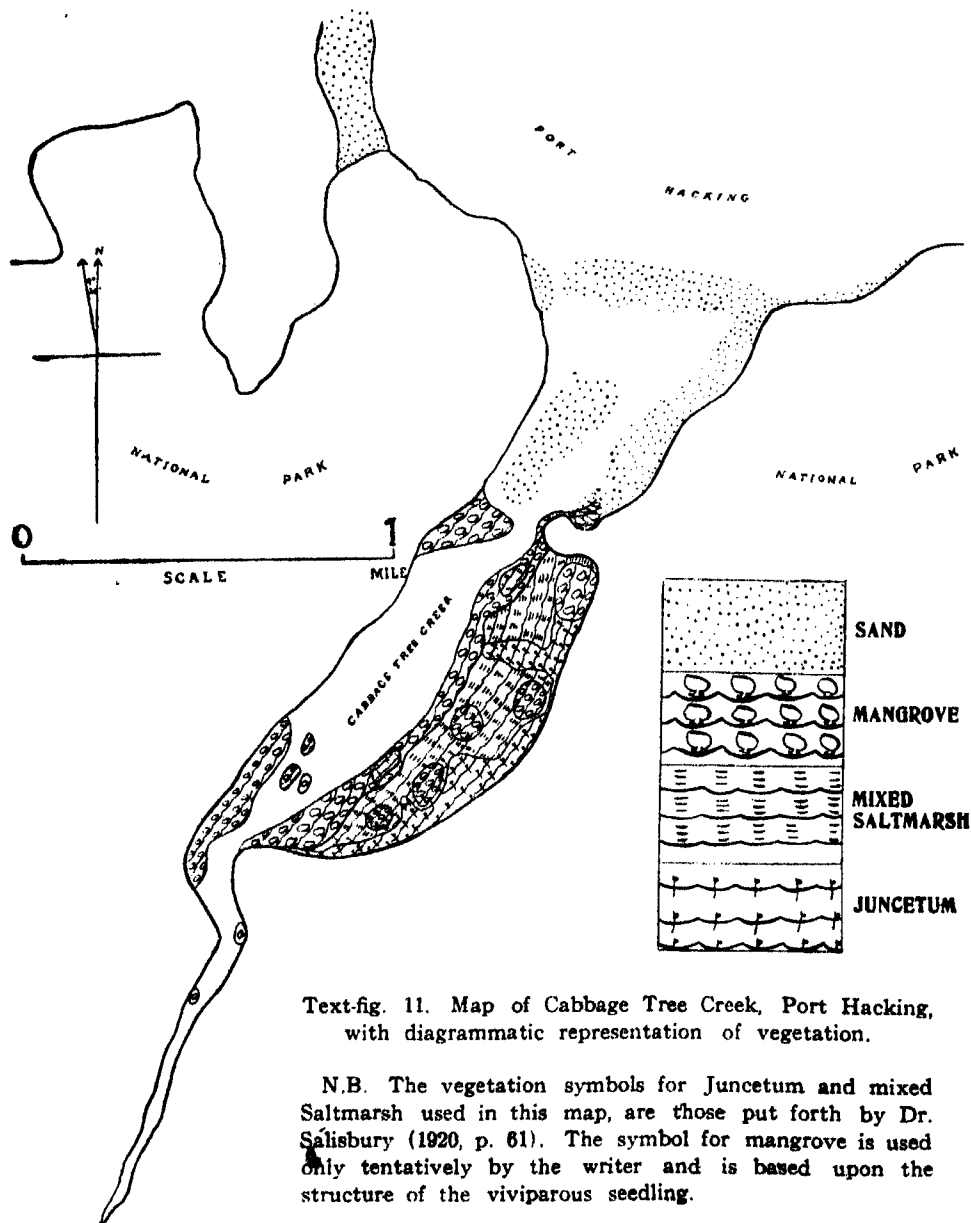 PORT
HACKING
N
NATIONAL PARK
NATIONAL PARK
0 1
SCALE MILE
CABBAGE TREE CREEK
SAND
MANGROVE
MIXED
SALTMARSH
JUNCETUM
Text-fig. 11. Map of Cabbage Tree Creek, Port Hacking,
with diagrammatic representation of vegetation.
N.B. The vegetation symbols for Juncetum and mixed
Saltmarsh used in this map, are those put forth by Dr.
Salisbury (1920, p. 61). The symbol for mangrove is used
only tentatively by the writer and is based upon the
structure of the viviparous seedling.